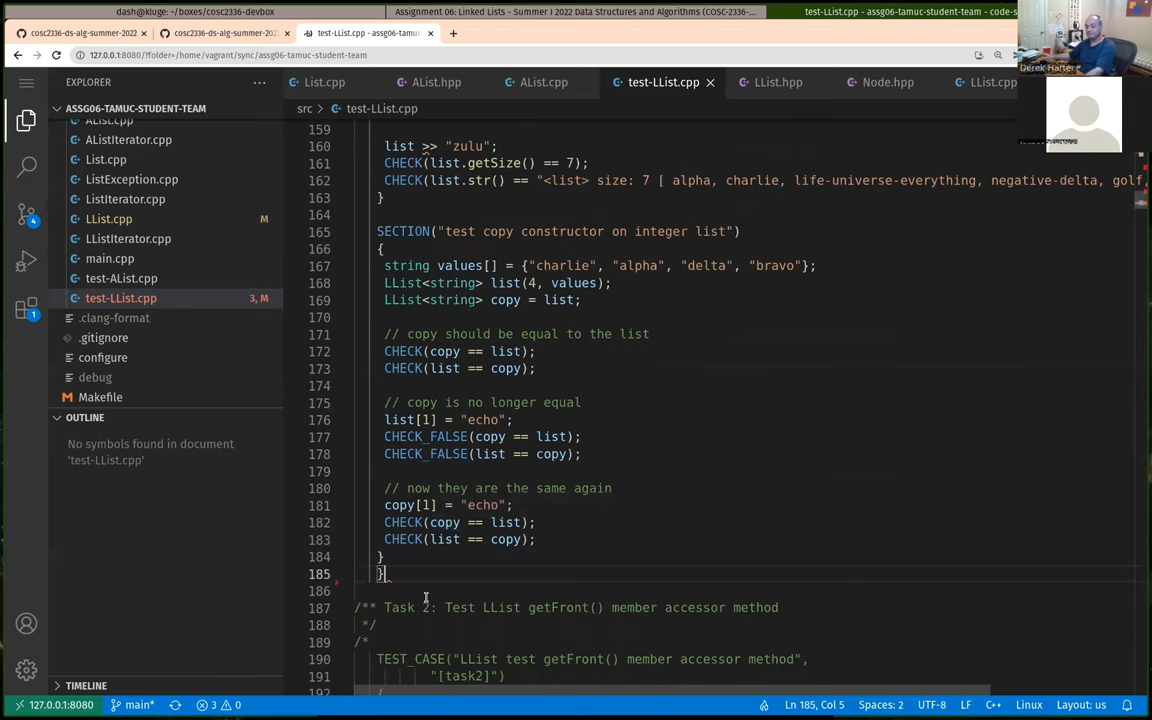 dash@kluge: ~/boxes/cosc2336-devbox
Assignment 06: Linked Lists - Summer I 2022 Data Structures and Algorithms (COSC-2336-...
test-LList.cpp - assg06-tamuc-student-team - code-s
cosc2336-ds-alg-summer-2022
cosc2336-ds-alg-summer-202
test-LList.cpp - assg06-tamuc-
127.0.0.1:8080/?folder=/home/vagrant/sync/assg06-tamuc-student-team
Derek Harter
EXPLORER
List.cpp
AList.hpp
AList.cpp
test-LList.cpp
LList.hpp
Node.hpp
LList.cpp
ASSG06-TAMUC-STUDENT-TEAM
src > test-LList.cpp
AList.cpp
AListIterator.cpp
List.cpp
ListException.cpp
ListIterator.cpp
LList.cpp M
LListIterator.cpp
main.cpp
test-AList.cpp
test-LList.cpp 3, M
.clang-format
.gitignore
configure
debug
Makefile
OUTLINE
No symbols found in document
'test-LList.cpp'
TIMELINE
4
1
159
160 list >> "zulu";
161 CHECK(list.getSize() == 7);
162 CHECK(list.str() == "<list> size: 7 [ alpha, charlie, life-universe-everything, negative-delta, golf,
163 }
164
165 SECTION("test copy constructor on integer list")
166 {
167 string values[] = {"charlie", "alpha", "delta", "bravo"};
168 LList<string> list(4, values);
169 LList<string> copy = list;
170
171 // copy should be equal to the list
172 CHECK(copy == list);
173 CHECK(list == copy);
174
175 // copy is no longer equal
176 list[1] = "echo";
177 CHECK_FALSE(copy == list);
178 CHECK_FALSE(list == copy);
179
180 // now they are the same again
181 copy[1] = "echo";
182 CHECK(copy == list);
183 CHECK(list == copy);
184 }
185 }
186
187 /** Task 2: Test LList getFront() member accessor method
188 */
189 /*
190 TEST_CASE("LList test getFront() member accessor method",
191 "[task2]")
192 {
127.0.0.1:8080 main* 3 0 Ln 185, Col 5 Spaces: 2 UTF-8 LF C++ Linux Layout: us